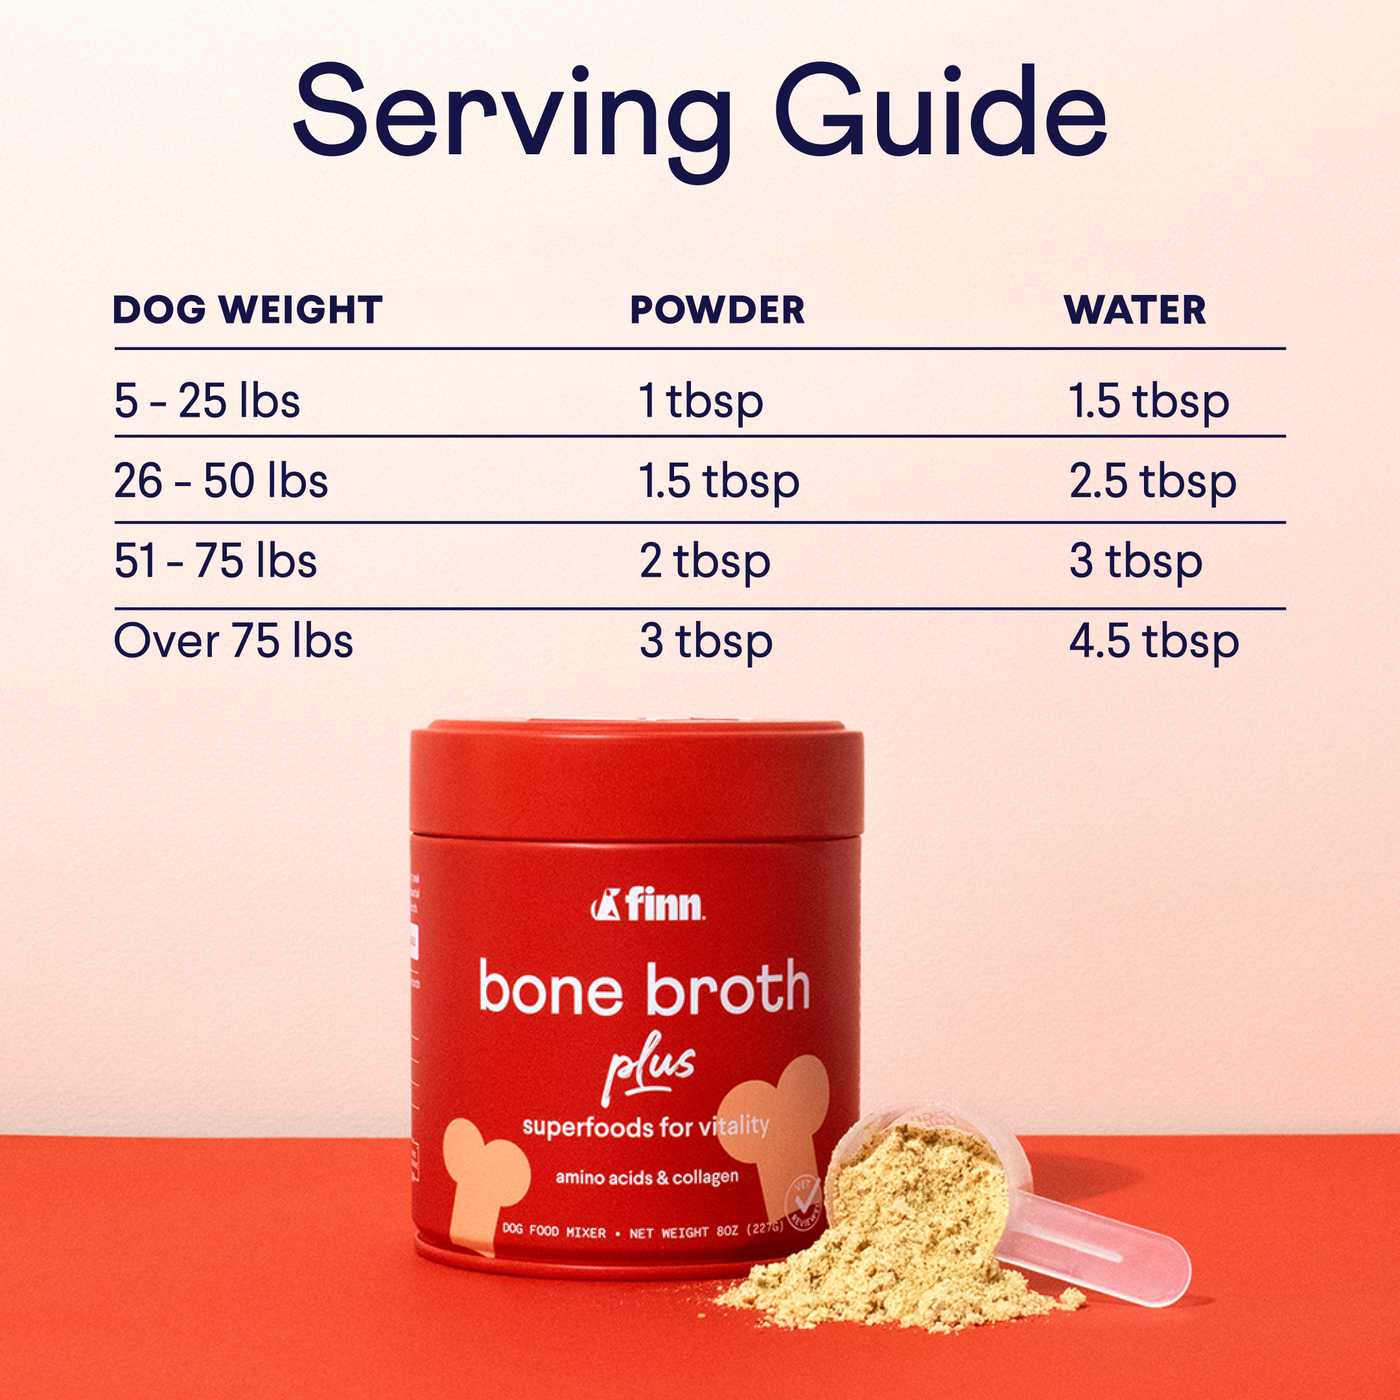 Serving Guide
DOG WEIGHT POWDER WATER
5 - 25 lbs 1 tbsp 1.5 tbsp
26 - 50 lbs 1.5 tbsp 2.5 tbsp
51 - 75 lbs 2 tbsp 3 tbsp
Over 75 lbs 3 tbsp 4.5 tbsp
finn.
bone broth
plus
superfoods for vitality
amino acids & collagen
VET
REVIEWED
DOG FOOD MIXER • NET WEIGHT 8OZ (227G)